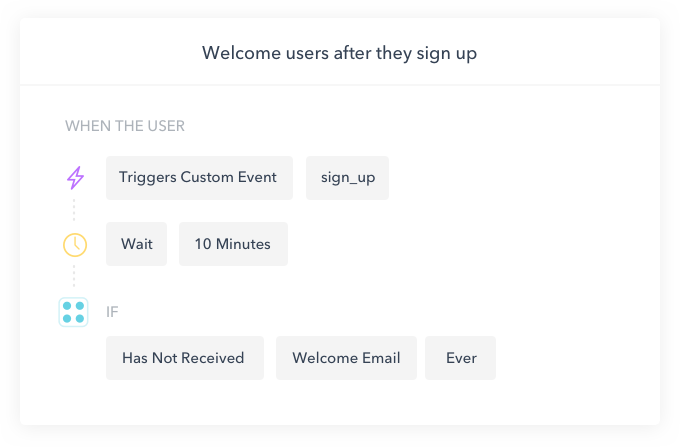 Welcome users after they sign up
WHEN THE USER
Triggers Custom Event sign_up
Wait 10 Minutes
IF
Has Not Received Welcome Email Ever